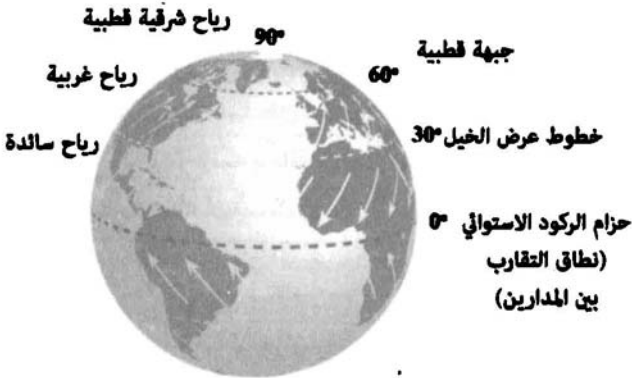 رياح شرقية قطبية
90°
جبهة قطبية
60°
رياح غربية
خطوط عرض الخيل 30°
رياح سائدة
حزام الركود الاستوائي 0°
(نطاق التقارب
بين المدارين)